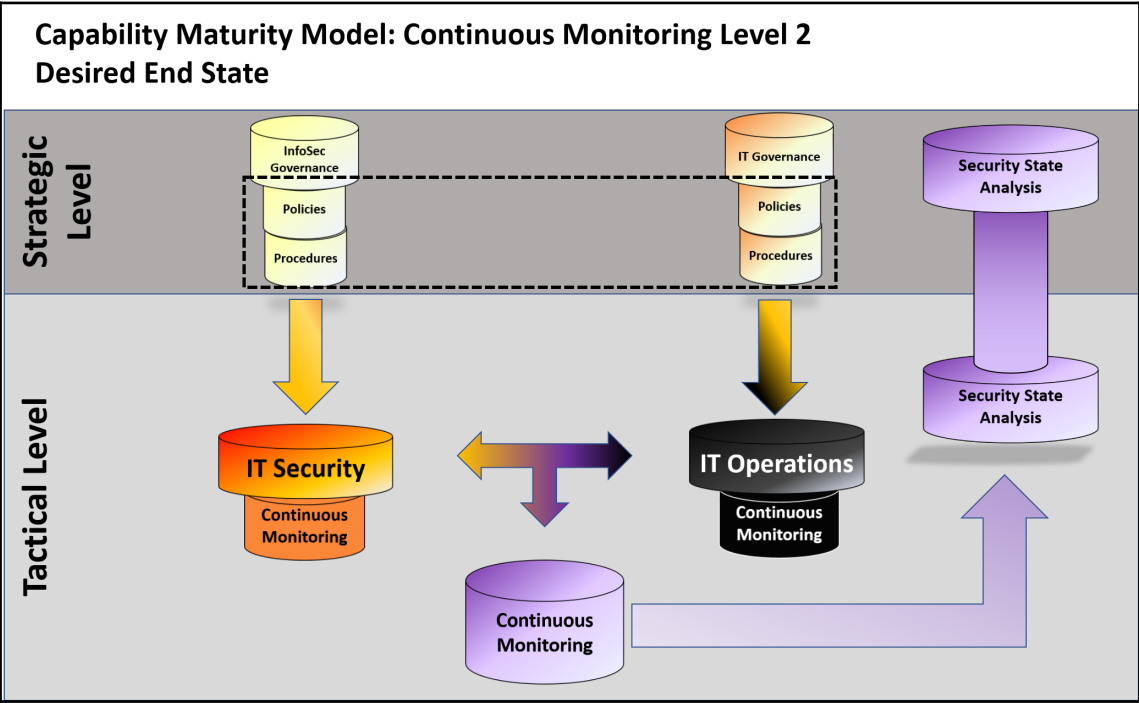 Capability Maturity Model: Continuous Monitoring Level 2
Desired End State
Strategic
Level
InfoSec
Governance
Policies
Procedures
IT Governance
Policies
Procedures
Security State
Analysis
Tactical Level
IT Security
Continuous
Monitoring
IT Operations
Continuous
Monitoring
Security State
Analysis
Continuous
Monitoring